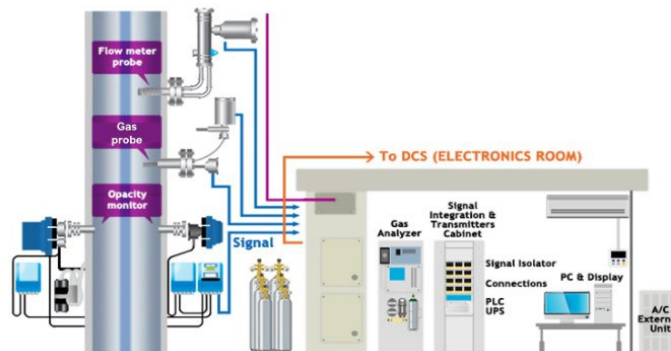 Flow meter
probe
Gas
probe
Opacity
monitor
Signal
To DCS (ELECTRONICS ROOM)
Gas
Analyzer
Signal
Integration &
Transmitters
Cabinet
Signal Isolator
Connections
PLC
UPS
PC & Display
A/C
External
Unit